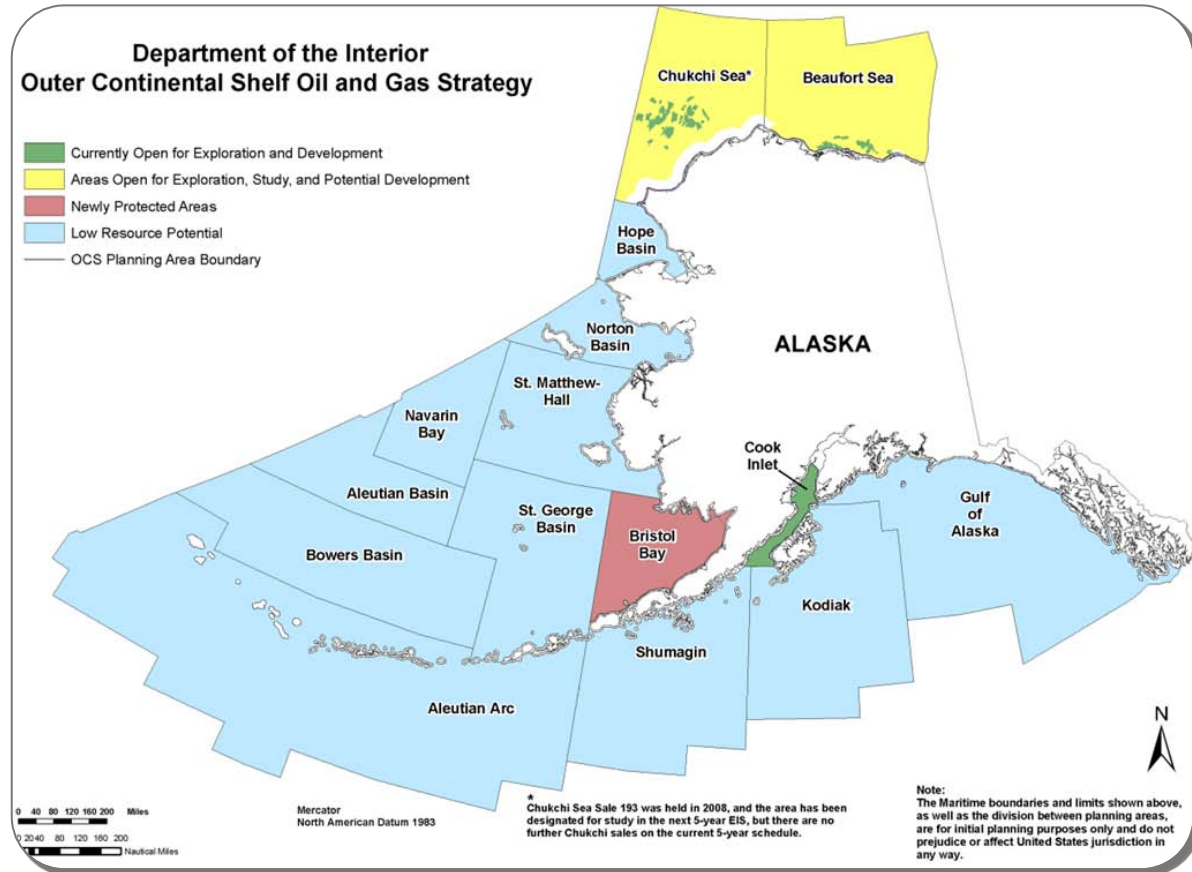 Department of the Interior
Outer Continental Shelf Oil and Gas Strategy
Currently Open for Exploration and Development
Areas Open for Exploration, Study, and Potential Development
Newly Protected Areas
Low Resource Potential
OCS Planning Area Boundary
Chukchi Sea*
Beaufort Sea
Hope
Basin
Norton
Basin
ALASKA
St. Matthew-
Hall
Navarin
Bay
Cook
Inlet
Aleutian Basin
St. George
Basin
Gulf
of
Alaska
Bristol
Bay
Bowers Basin
Kodiak
Shumagin
Aleutian Arc
N
0 40 80 120 160 200 Miles
0 20 40 80 120 160 200
Nautical Miles
Mercator
North American Datum 1983
*
Chukchi Sea Sale 193 was held in 2008, and the area has been
designated for study in the next 5-year EIS, but there are no
further Chukchi sales on the current 5-year schedule.
Note:
The Maritime boundaries and limits shown above,
as well as the division between planning areas,
are for initial planning purposes only and do not
prejudice or affect United States jurisdiction in
any way.